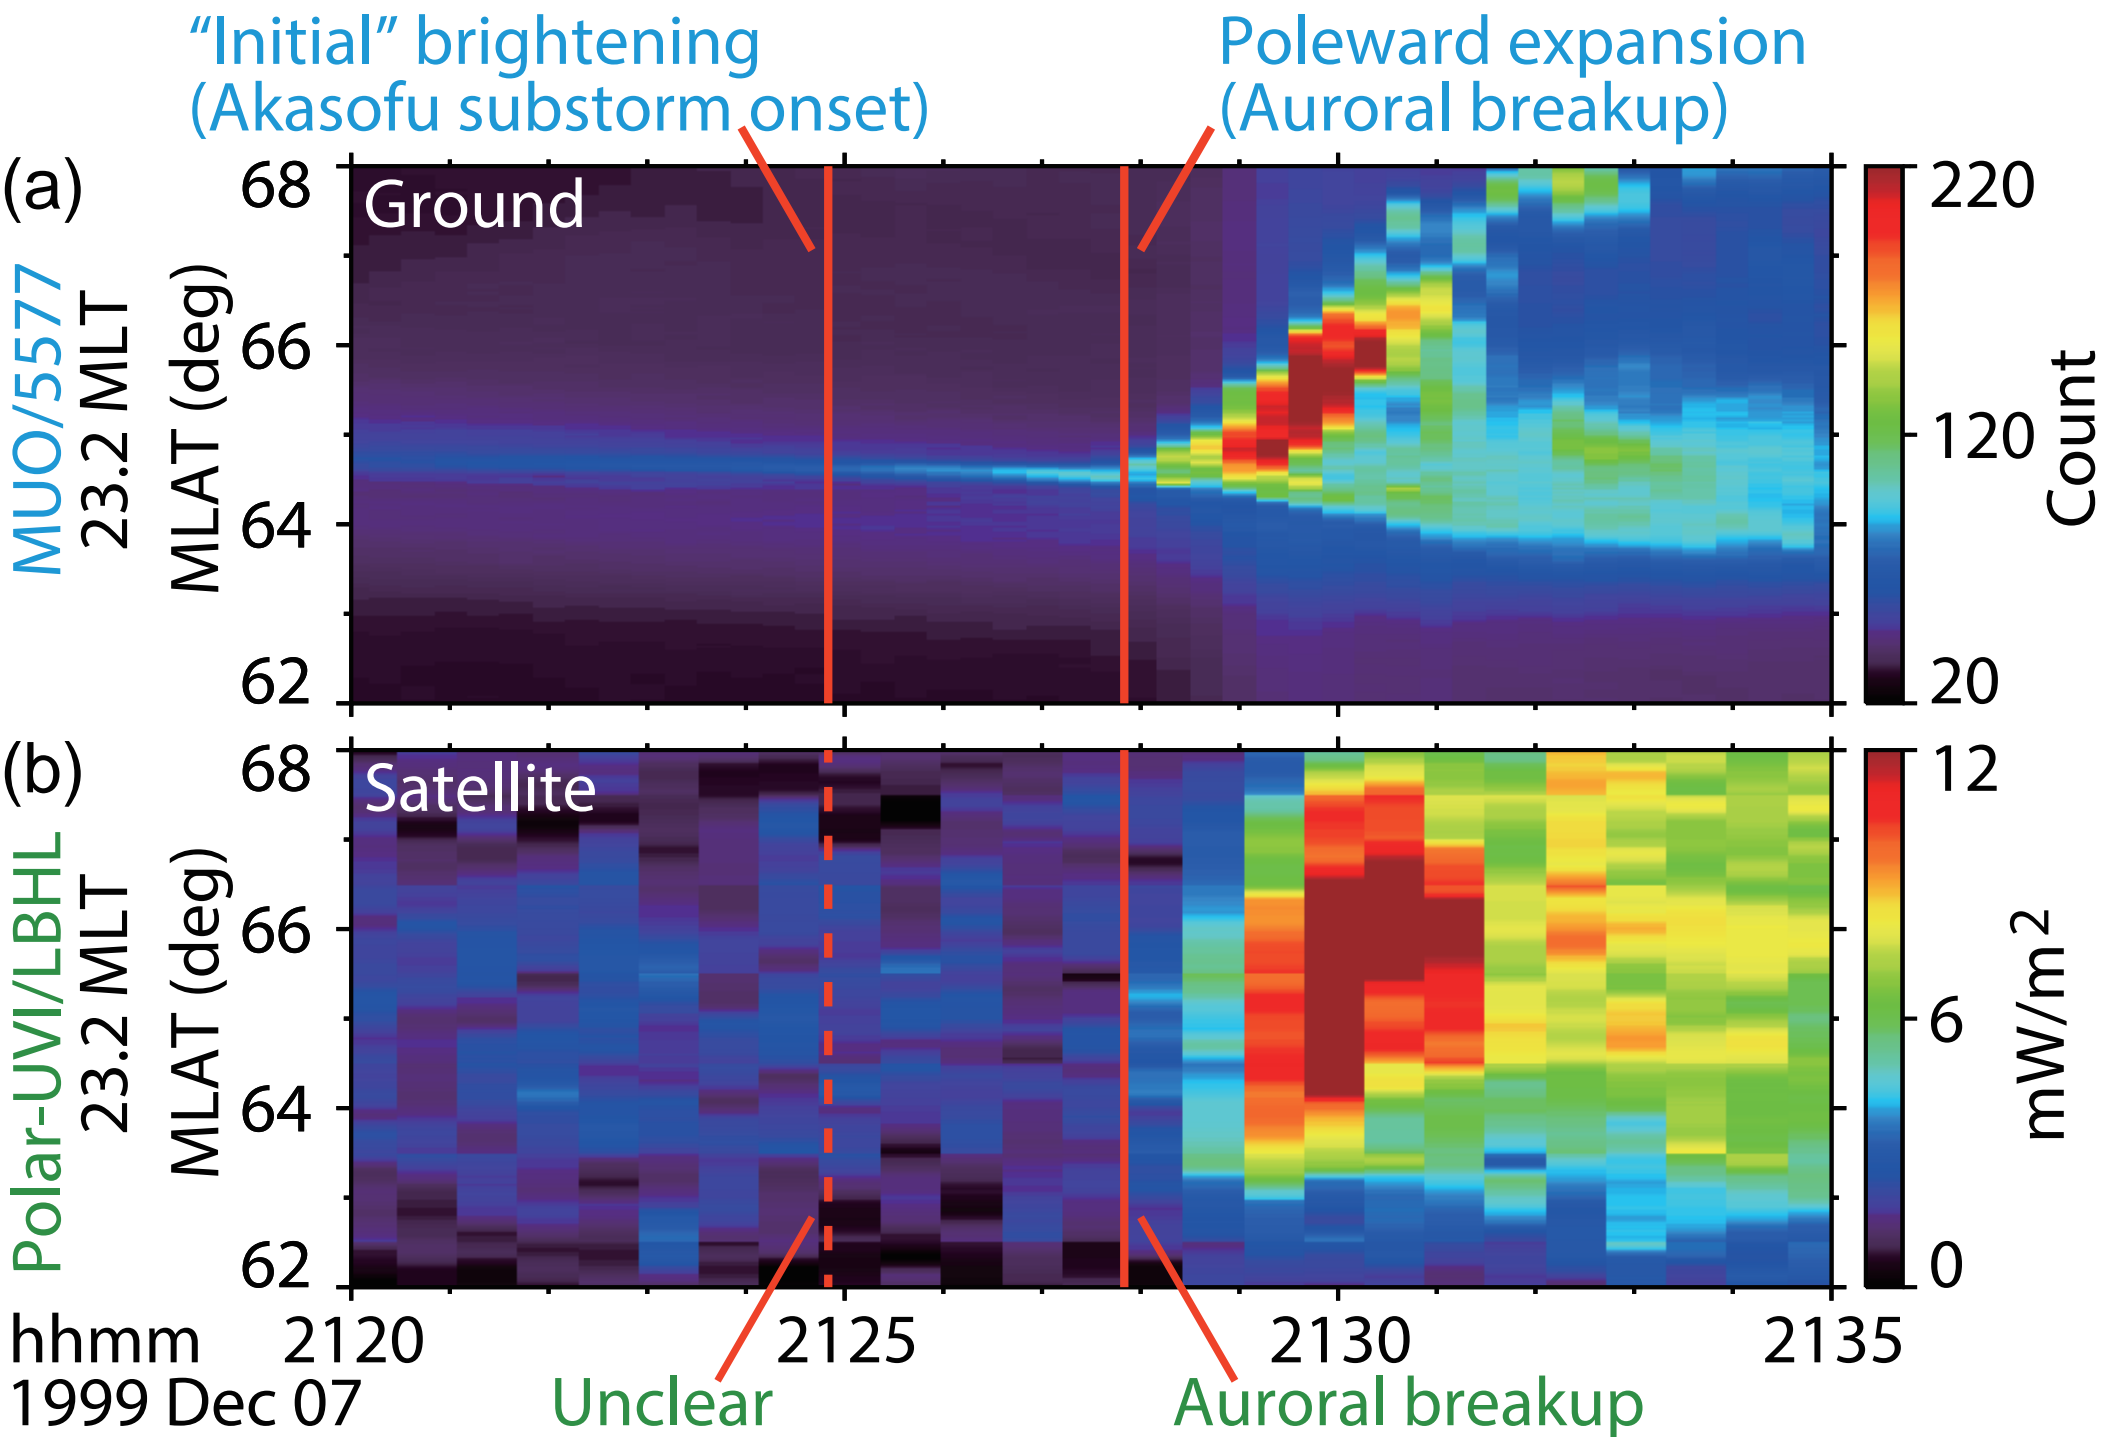 “Initial” brightening
(Akasofu substorm onset)
Poleward expansion
(Auroral breakup)
(a)
MUO/5577
23.2 MLT
MLAT (deg)
68
66
64
62
Ground
220
120
20
Count
(b)
Polar-UVI/LBHL
23.2 MLT
MLAT (deg)
68
66
64
62
Satellite
12
6
0
mW/m2
hhmm
2120
2125
2130
2135
1999 Dec 07
Unclear
Auroral breakup